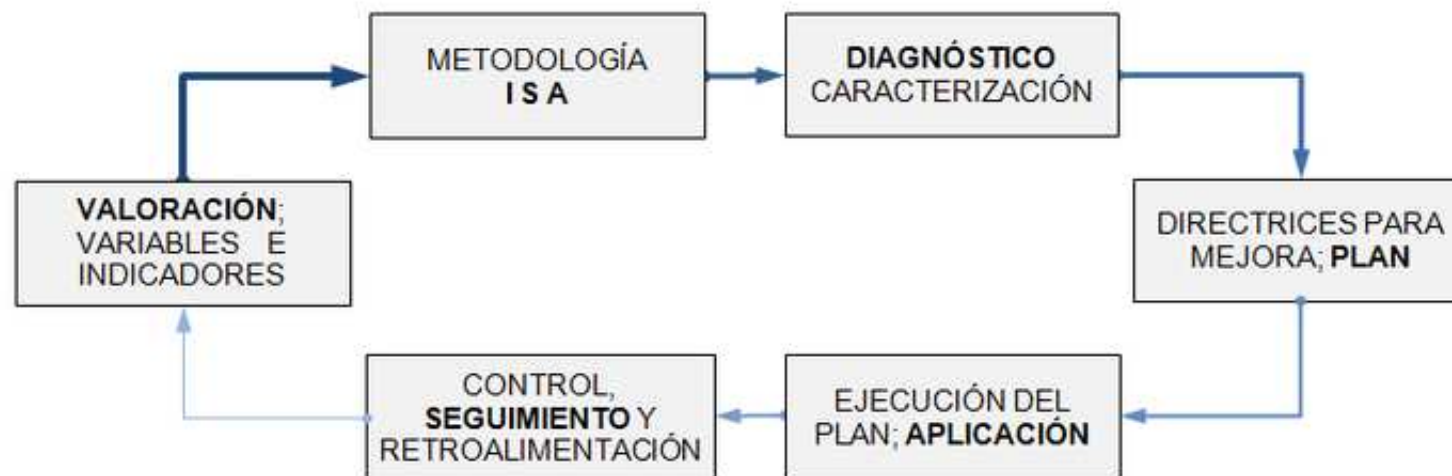 METODOLOGÍA
I S A
DIAGNÓSTICO
CARACTERIZACIÓN
DIRECTRICES PARA
MEJORA; PLAN
EJECUCIÓN DEL
PLAN; APLICACIÓN
CONTROL,
SEGUIMIENTO Y
RETROALIMENTACIÓN
VALORACIÓN;
VARIABLES E
INDICADORES